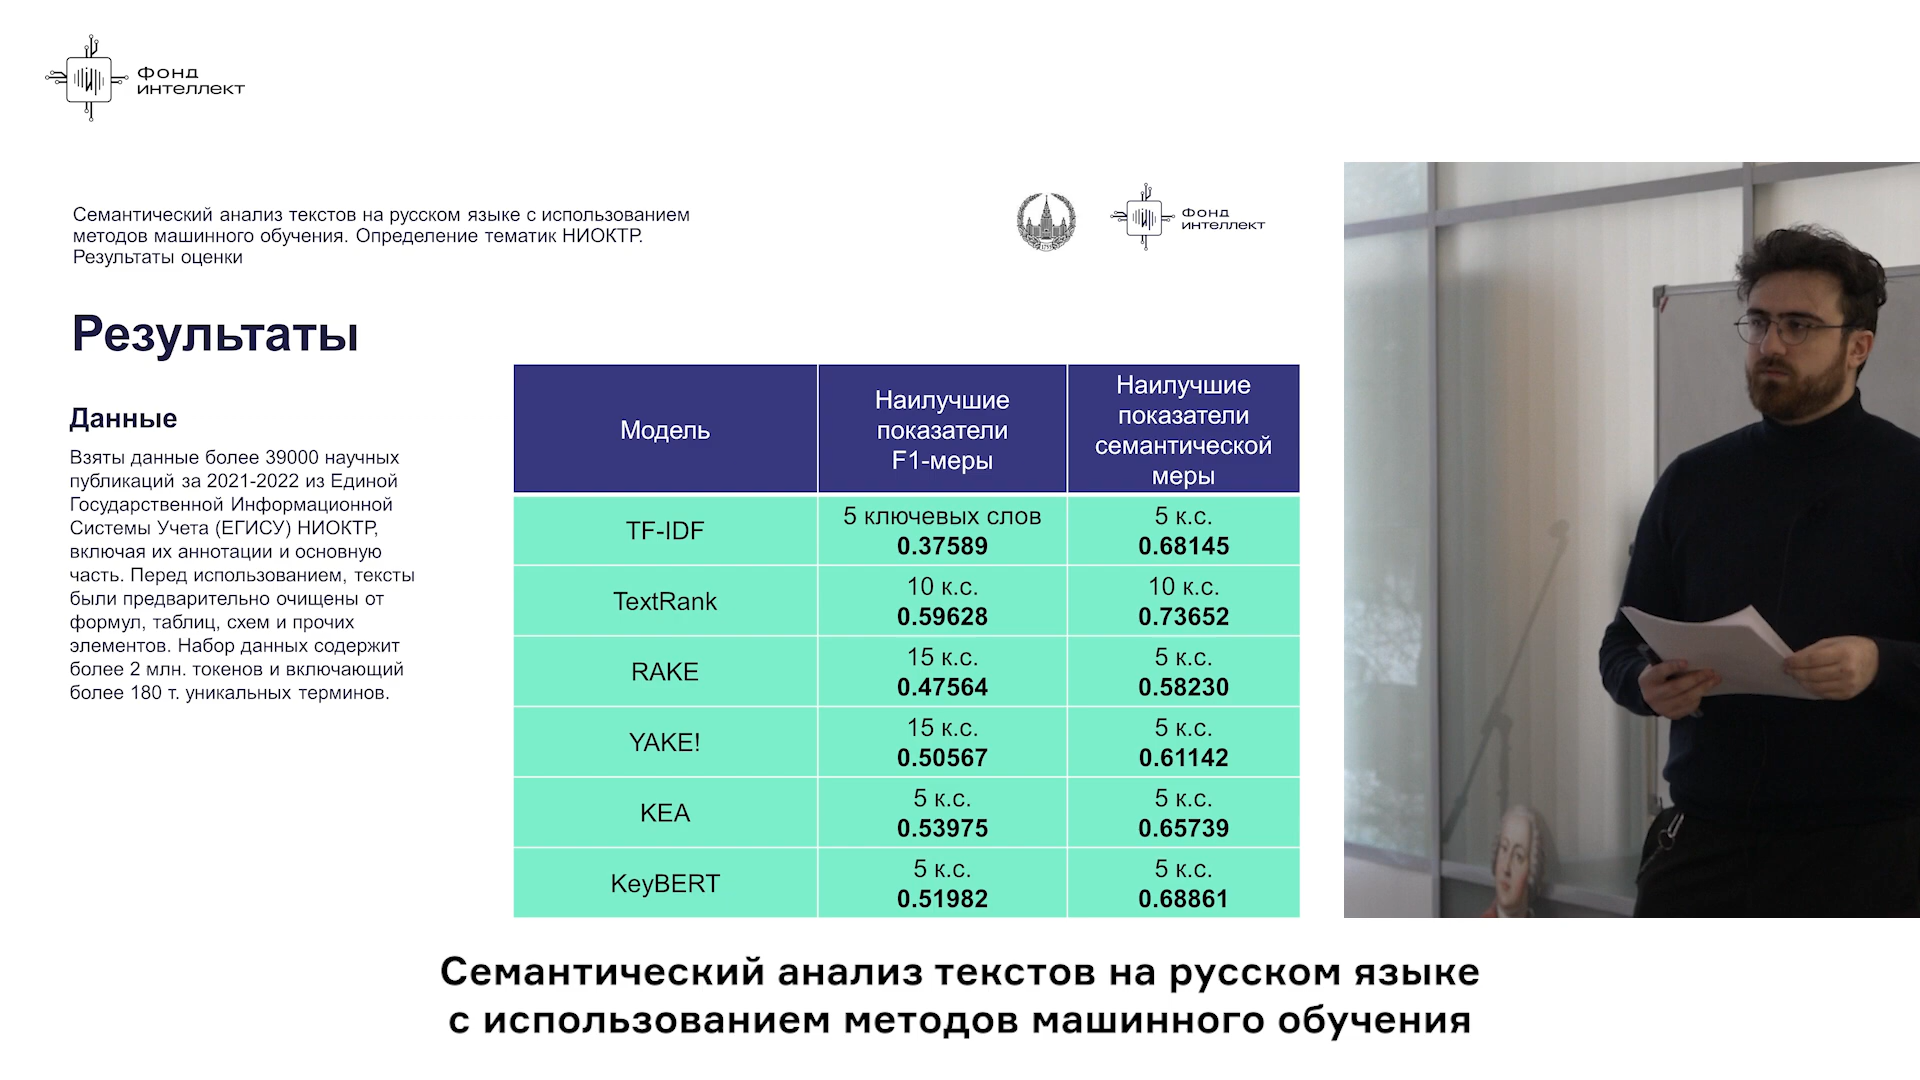 Фонд
интеллект
Семантический анализ текстов на русском языке с использованием
методов машинного обучения. Определение тематик НИОКТР.
Результаты оценки
1755
Фонд
интеллект
Результаты
Данные
Взяты данные более 39000 научных
публикаций за 2021-2022 из Единой
Государственной Информационной
Системы Учета (ЕГИСУ) НИОКТР,
включая их аннотации и основную
часть. Перед использованием, тексты
были предварительно очищены от
формул, таблиц, схем и прочих
элементов. Набор данных содержит
более 2 млн. токенов и включающий
более 180 т. уникальных терминов.
Модель
Наилучшие
показатели
F1-меры
Наилучшие
показатели
семантической
меры
TF-IDF
5 ключевых слов
0.37589
5 к.с.
0.68145
TextRank
10 к.с.
0.59628
10 к.с.
0.73652
RAKE
15 к.с.
0.47564
5 к.с.
0.58230
YAKE!
15 к.с.
0.50567
5 к.с.
0.61142
KEA
5 к.с.
0.53975
5 к.с.
0.65739
KeyBERT
5 к.с.
0.51982
5 к.с.
0.68861
Семантический анализ текстов на русском языке
с использованием методов машинного обучения